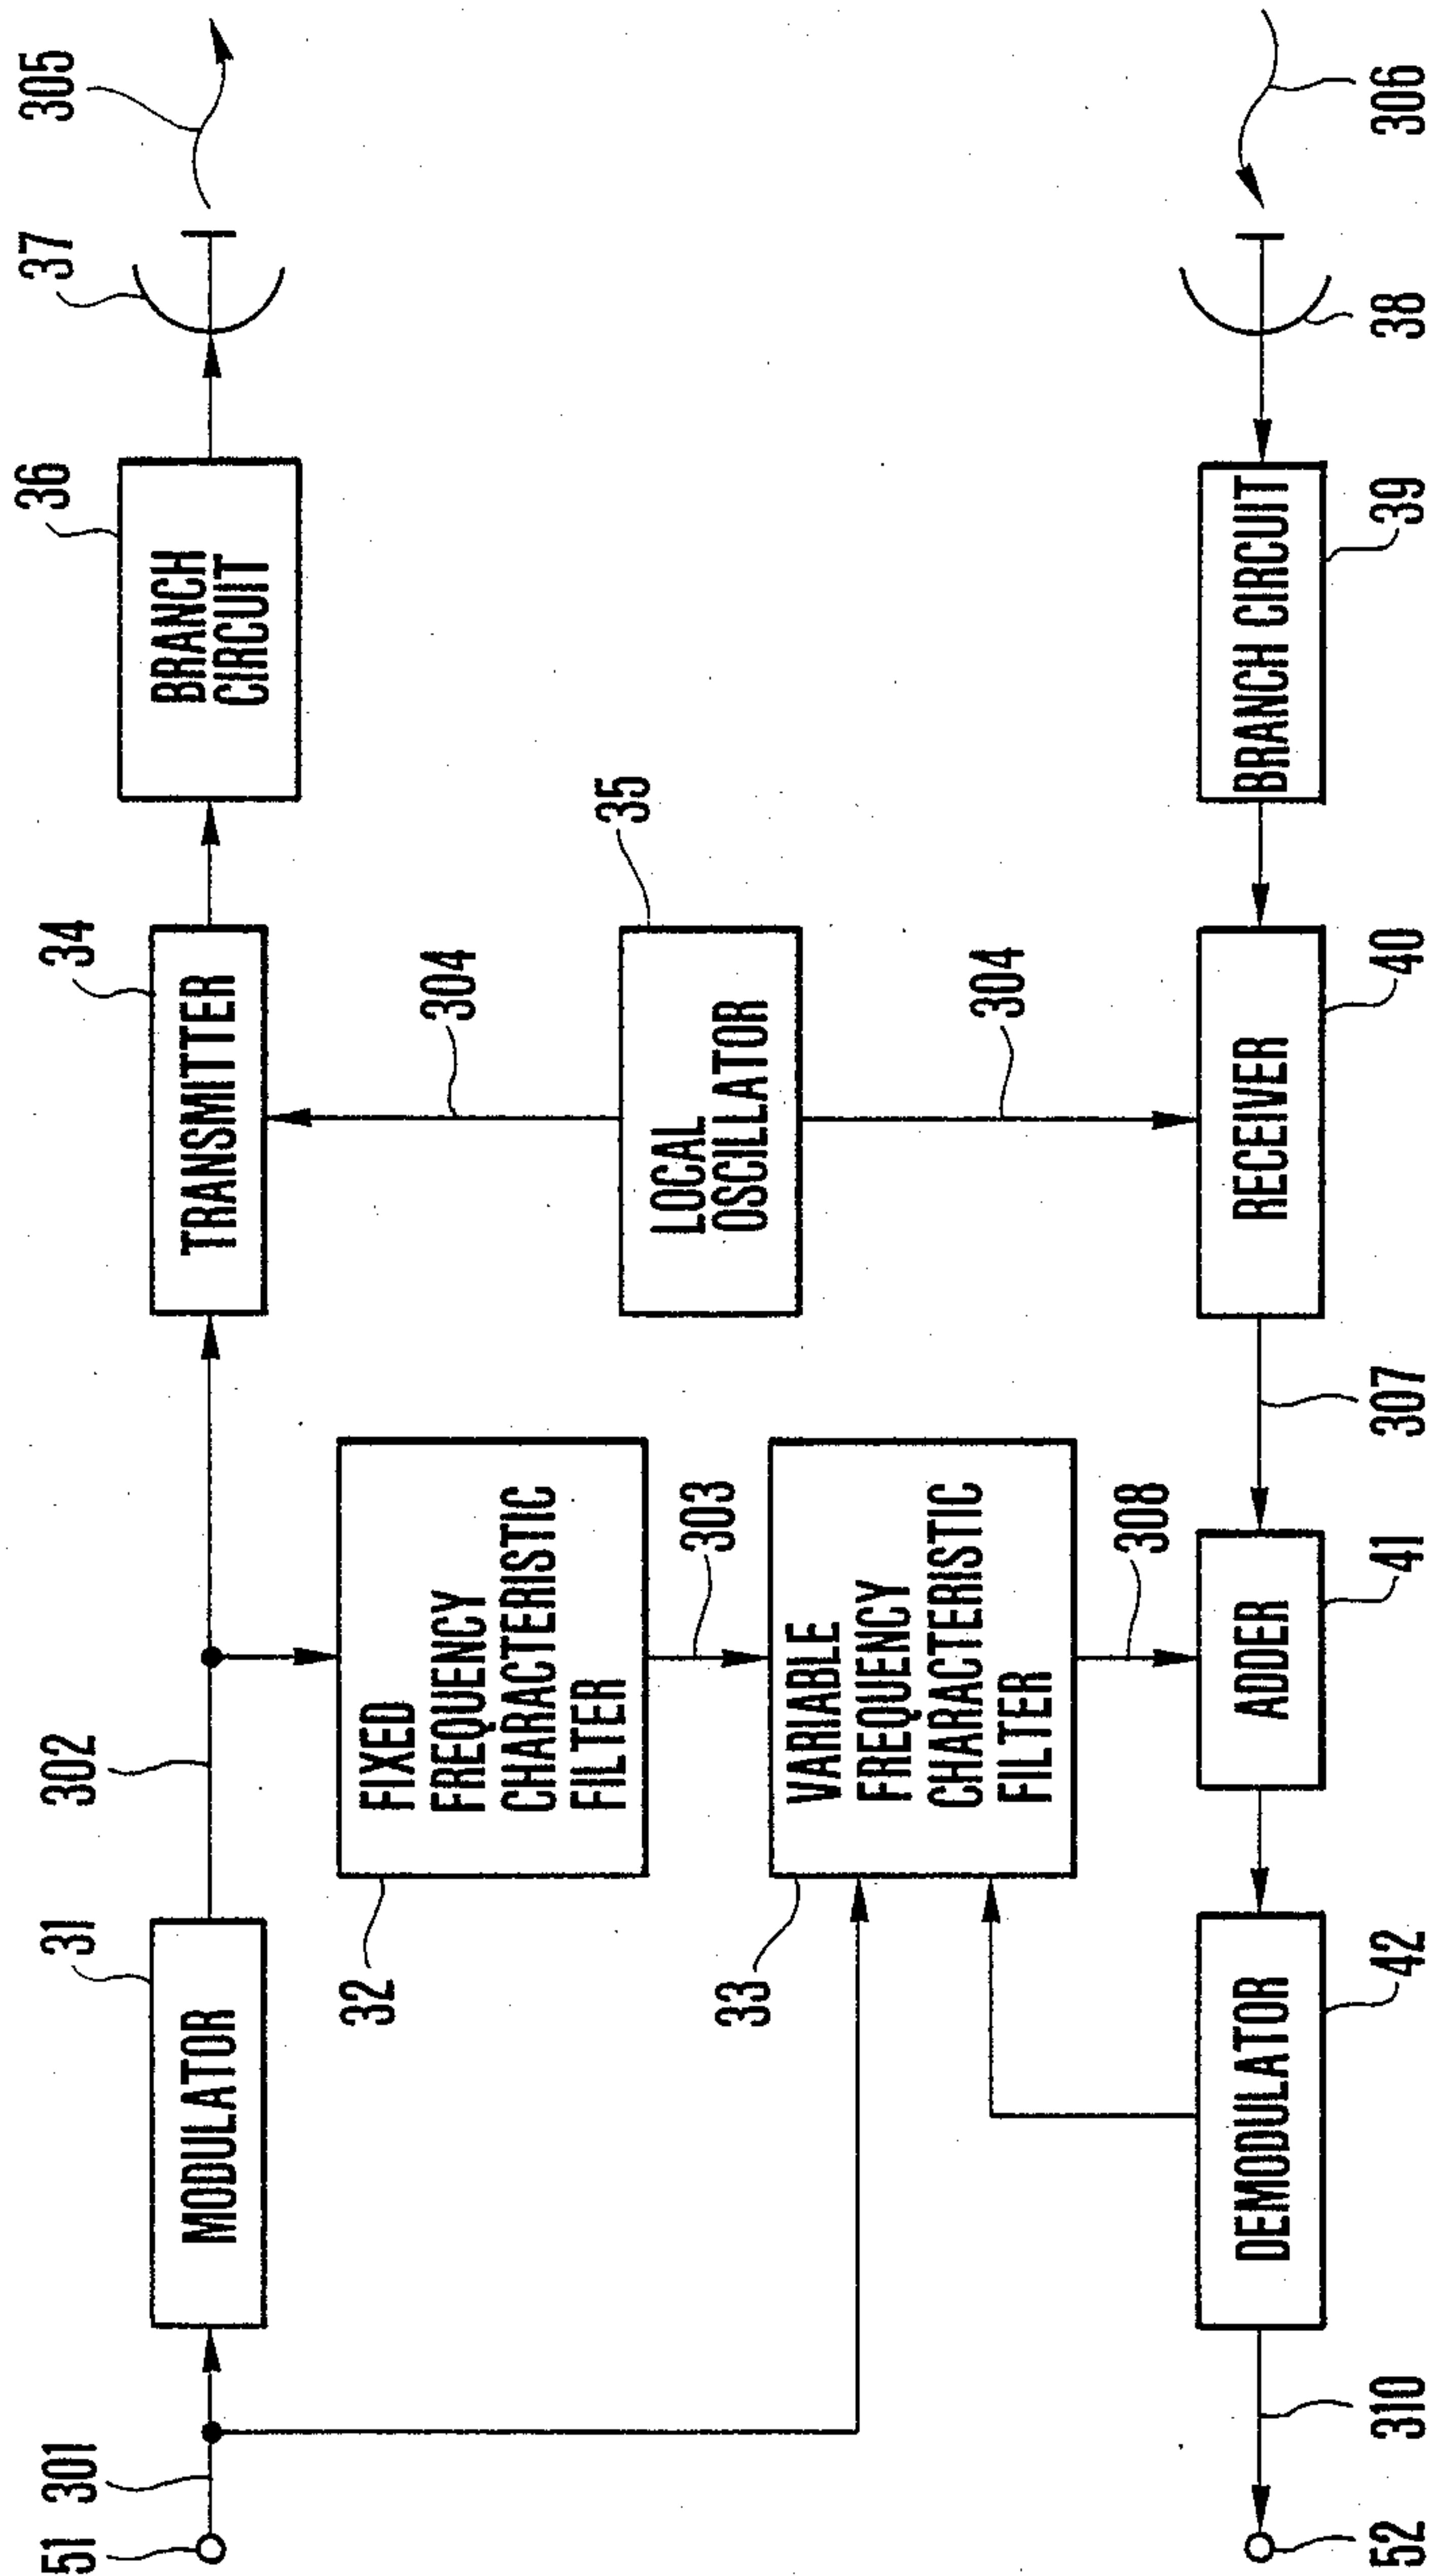 51
301
31
MODULATOR
302
34
TRANSMITTER
36
BRANCH
CIRCUIT
37
305
32
FIXED
FREQUENCY
CHARACTERISTIC
FILTER
303
304
35
LOCAL
OSCILLATOR
304
33
VARIABLE
FREQUENCY
CHARACTERISTIC
FILTER
308
52
310
DEMODULATOR
42
ADDER
41
307
RECEIVER
40
BRANCH CIRCUIT
39
38
306